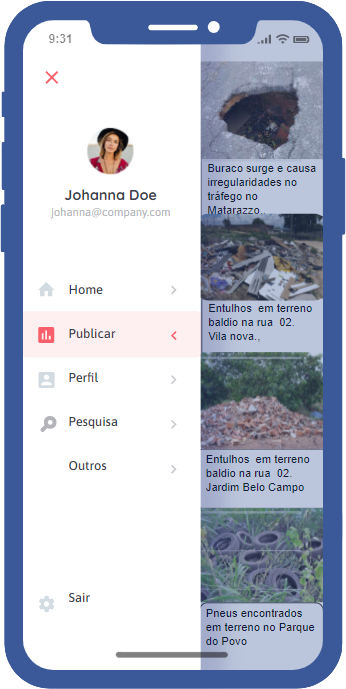 9:31
Johanna Doe
johanna@company.com
Home
Publicar
Perfil
Pesquisa
Outros
Sair
Buraco surge e causa
irregularidades no
tráfego no
Matarazzo..
Entulhos em terreno
baldio na rua 02.
Vila nova.,
Entulhos em terreno
baldio na rua 02.
Jardim Belo Campo
Pneus encontrados
em terreno no Parque
do Povo